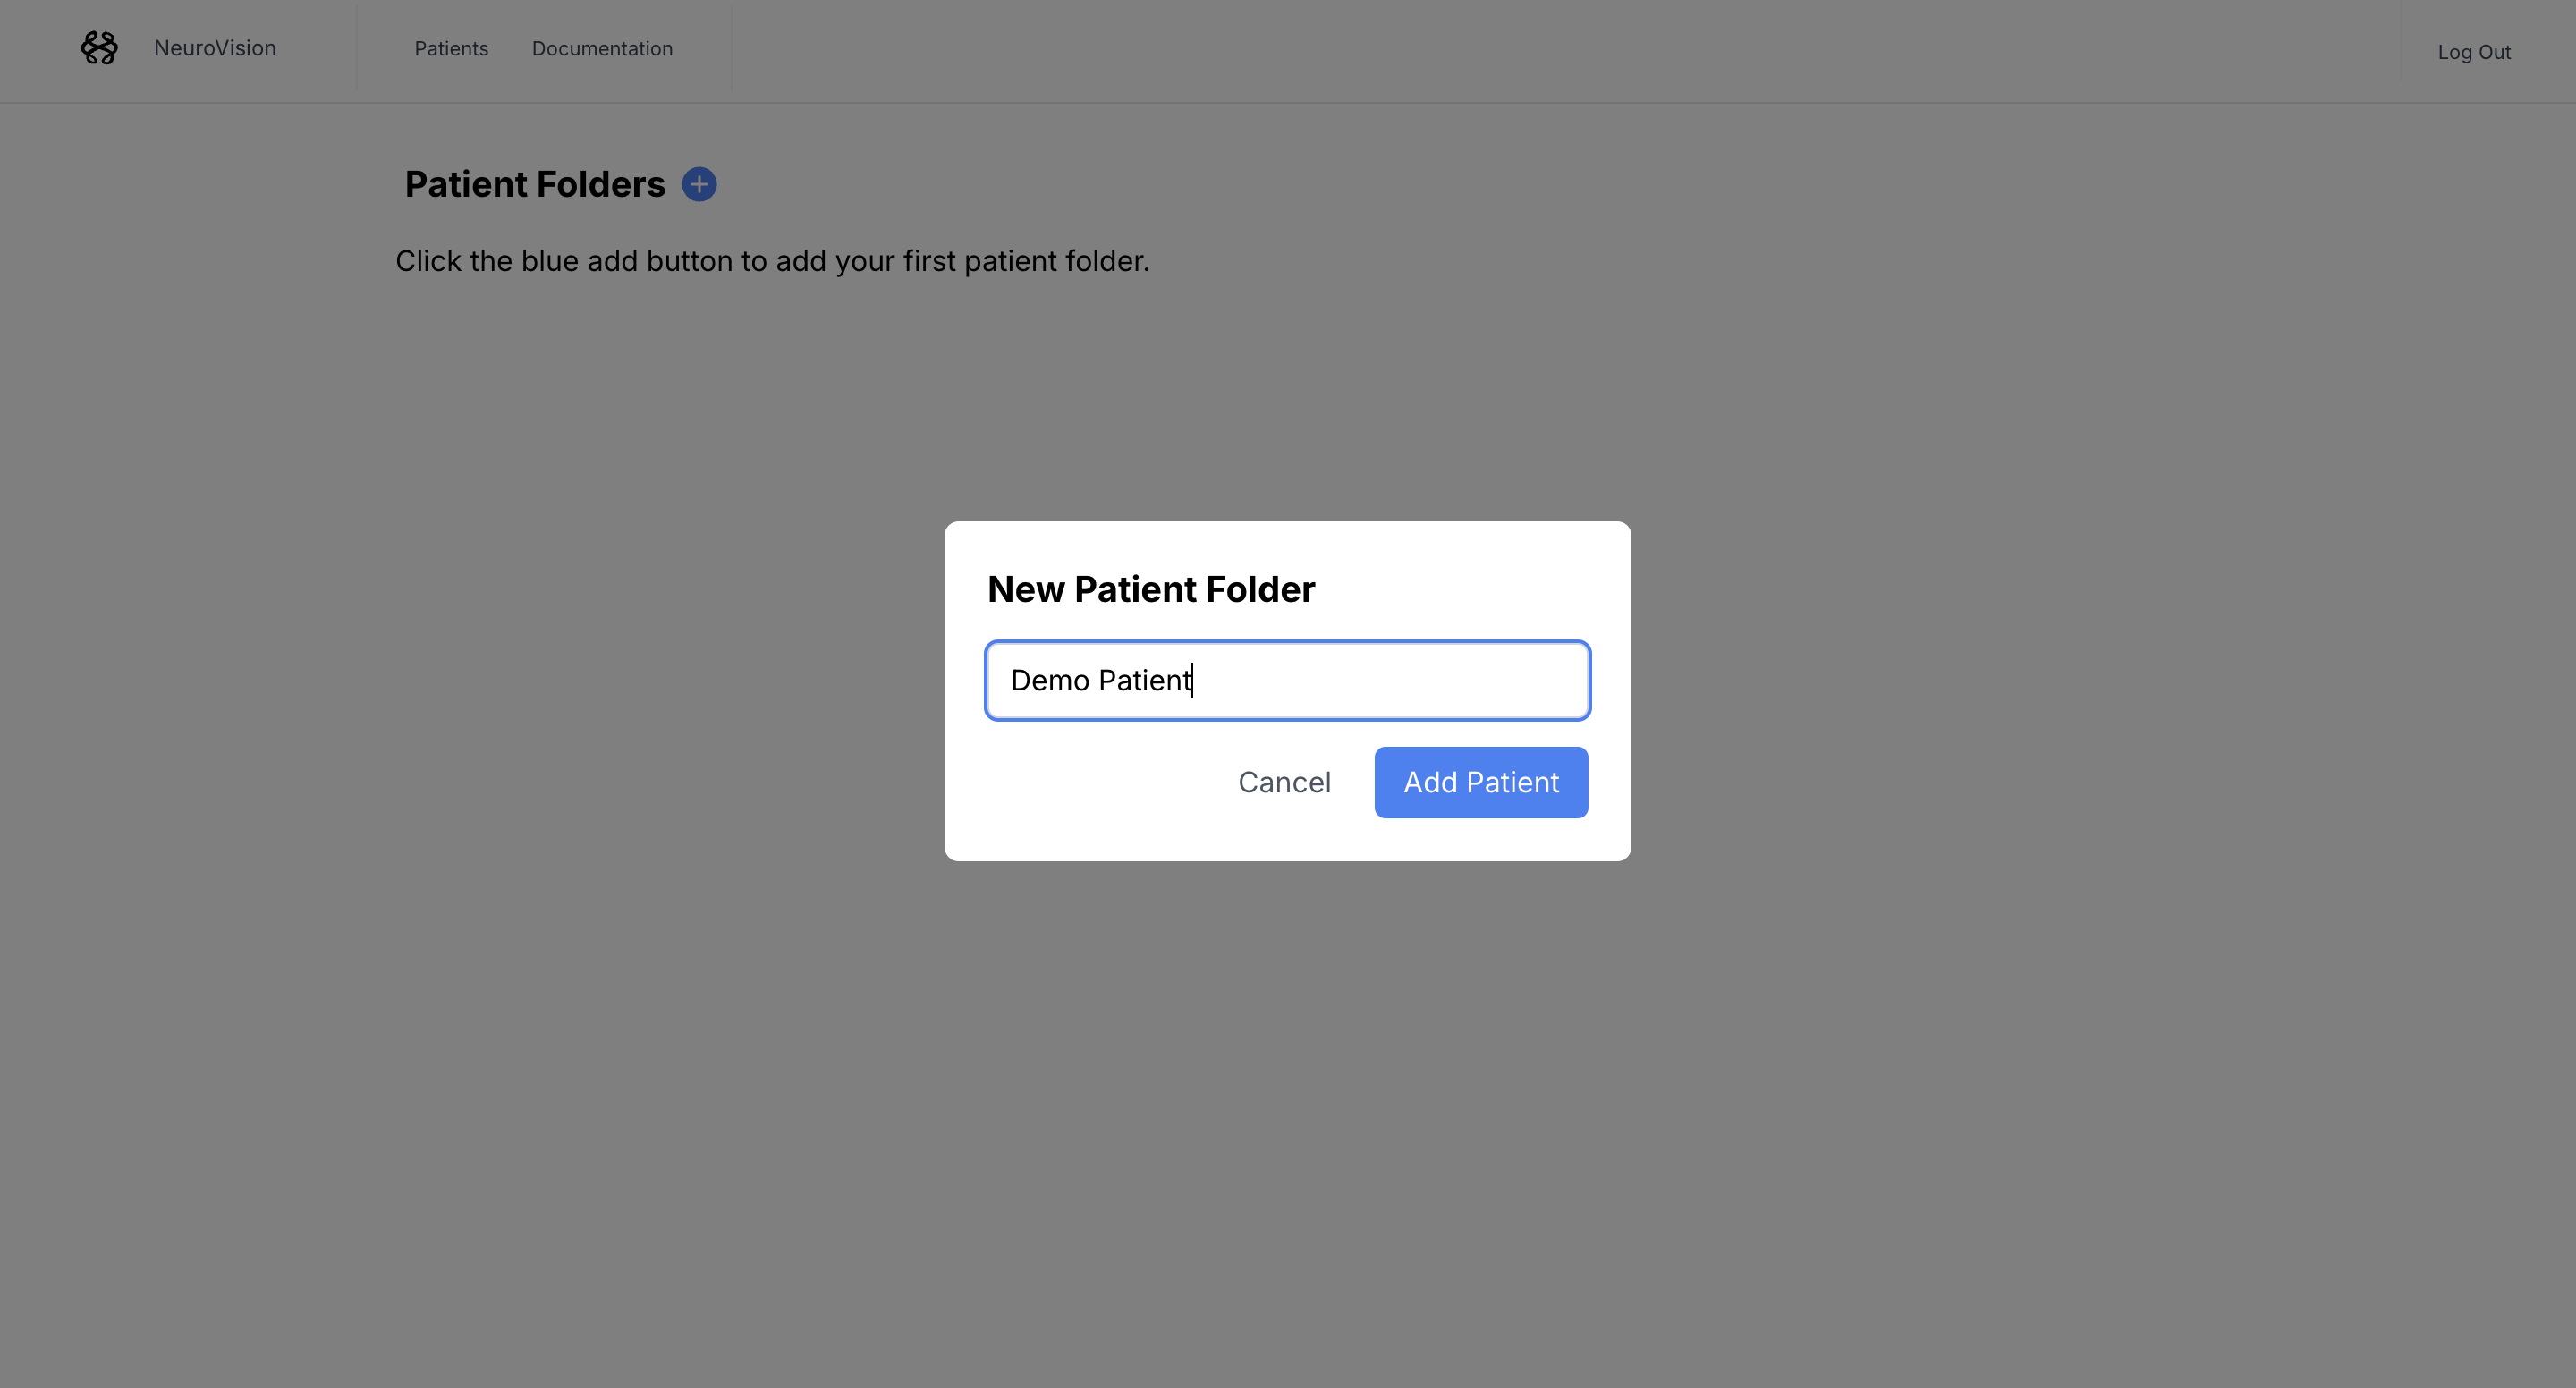 NeuroVision
Patients
Documentation
Log Out
Patient Folders
Click the blue add button to add your first patient folder.
New Patient Folder
Demo Patient
Cancel
Add Patient